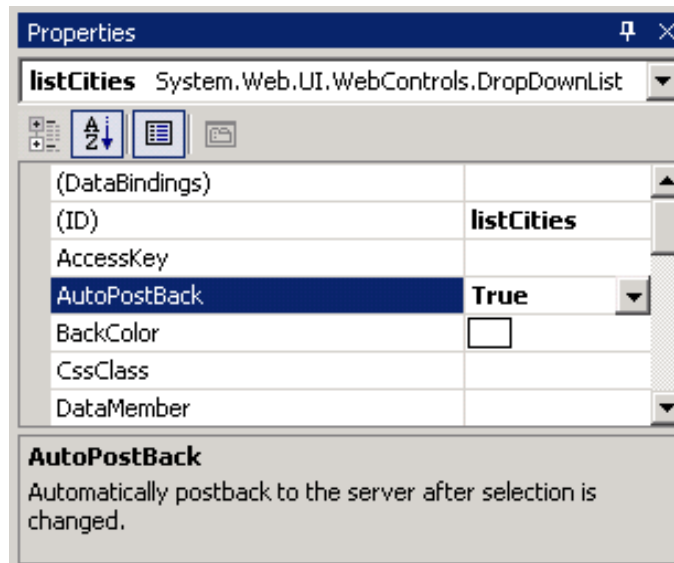 Properties
listCities System.Web.UI.WebControls.DropDownList
A
Z
(DataBindings)
(ID) listCities
AccessKey
AutoPostBack True
BackColor
CssClass
DataMember
AutoPostBack
Automatically postback to the server after selection is
changed.